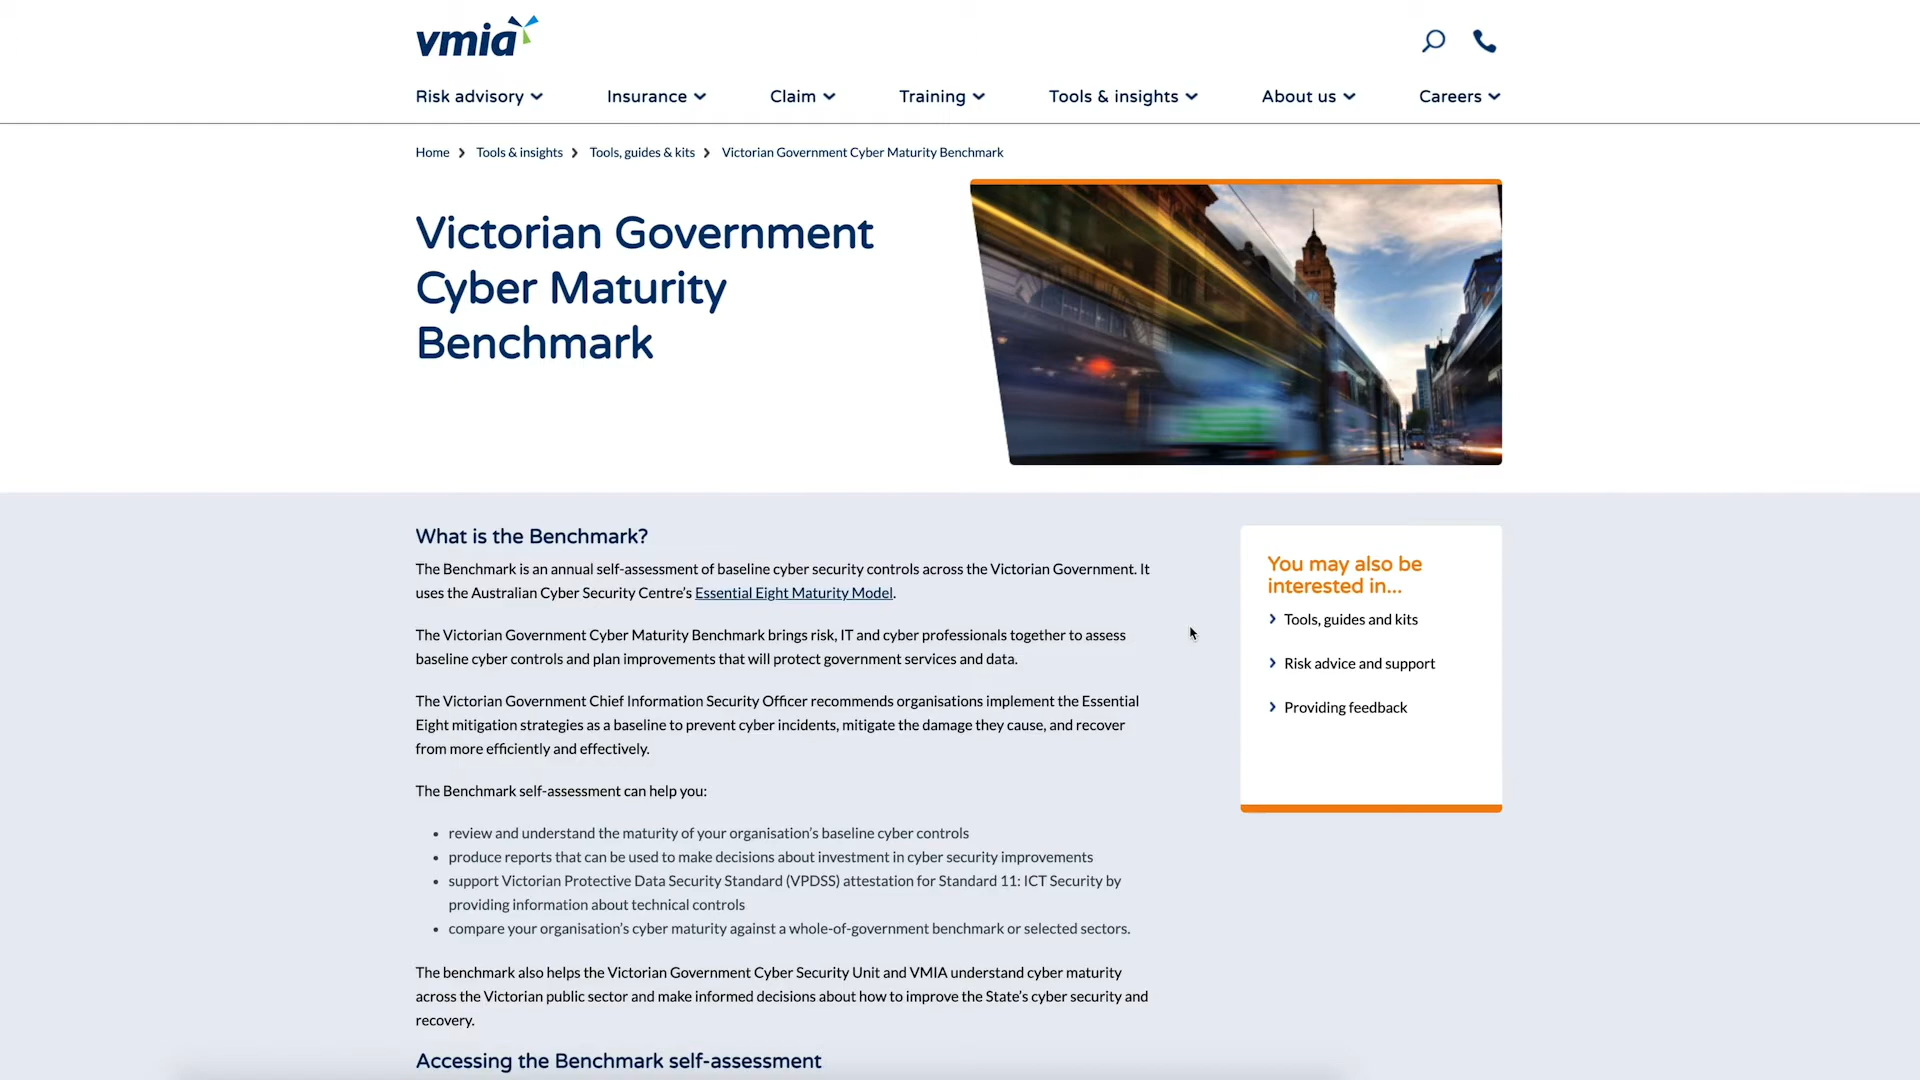 vmia
Risk advisory
Insurance
Claim
Training
Tools & insights
About us
Careers
Home
Tools & insights
Tools, guides & kits
Victorian Government Cyber Maturity Benchmark
Victorian Government
Cyber Maturity
Benchmark
What is the Benchmark?
The Benchmark is an annual self-assessment of baseline cyber security controls across the Victorian Government. It
uses the Australian Cyber Security Centre’s Essential Eight Maturity Model.
The Victorian Government Cyber Maturity Benchmark brings risk, IT and cyber professionals together to assess
baseline cyber controls and plan improvements that will protect government services and data.
The Victorian Government Chief Information Security Officer recommends organisations implement the Essential
Eight mitigation strategies as a baseline to prevent cyber incidents, mitigate the damage they cause, and recover
from more efficiently and effectively.
The Benchmark self-assessment can help you:
• review and understand the maturity of your organisation’s baseline cyber controls
• produce reports that can be used to make decisions about investment in cyber security improvements
• support Victorian Protective Data Security Standard (VPDSS) attestation for Standard 11: ICT Security by
providing information about technical controls
• compare your organisation’s cyber maturity against a whole-of-government benchmark or selected sectors.
The benchmark also helps the Victorian Government Cyber Security Unit and VMIA understand cyber maturity
across the Victorian public sector and make informed decisions about how to improve the State’s cyber security and
recovery.
Accessing the Benchmark self-assessment
You may also be
interested in...
Tools, guides and kits
Risk advice and support
Providing feedback